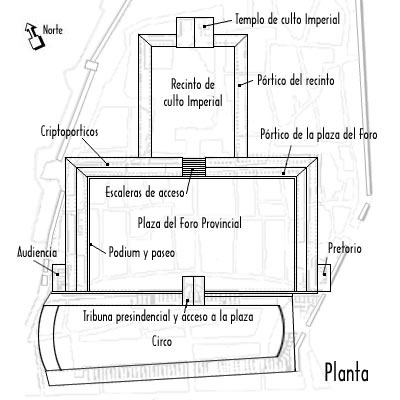 Templo de culto Imperial
Norte
Recinto de
culto Imperial
Pórtico del recinto
Criptoporticos
Pórtico de la plaza del Foro
Escaleras de acceso
Plaza del Foro Provincial
Audiencia
Podium y paseo
Pretorio
Tribuna presindencial y acceso a la plaza
Circo
Planta